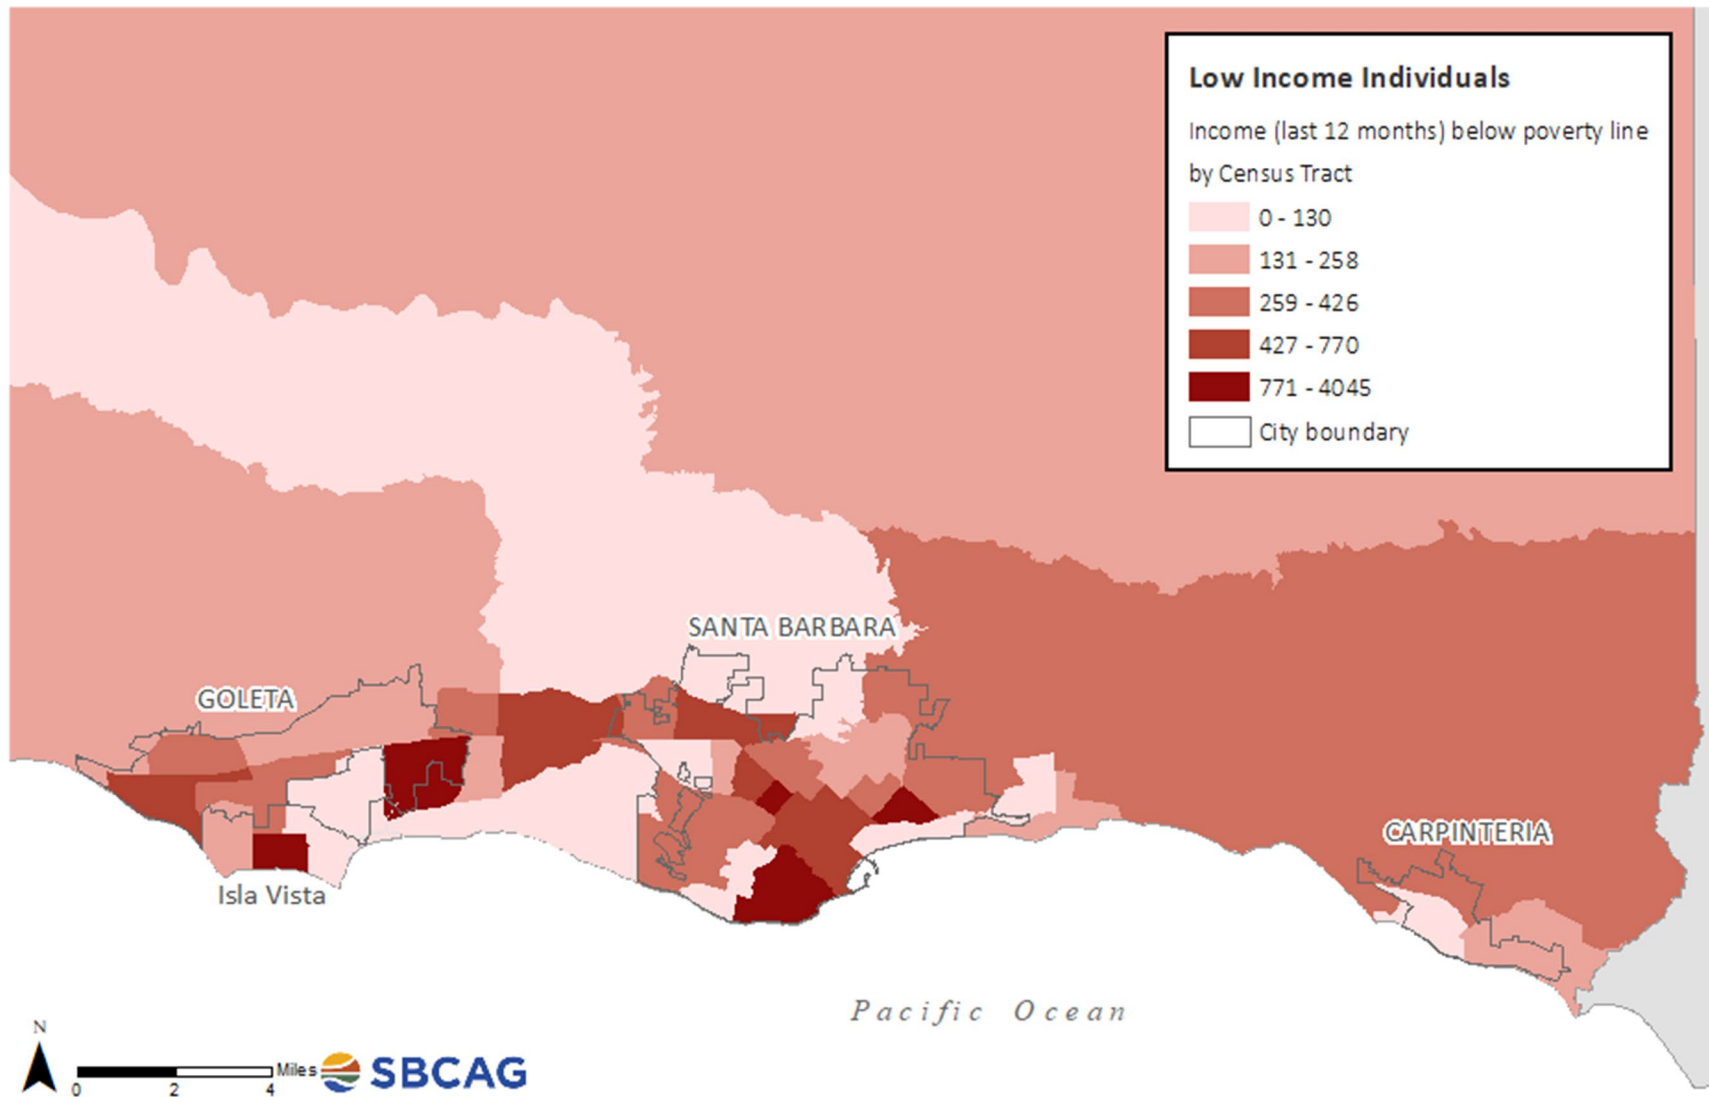 Low Income Individuals
Income (last 12 months) below poverty line
by Census Tract
0 - 130
131 - 258
259 - 426
427 - 770
771 - 4045
City boundary
SANTA BARBARA
GOLETA
CARPINTERIA
Isla Vista
Pacific Ocean
N
Miles
0 2 4
SBCAG